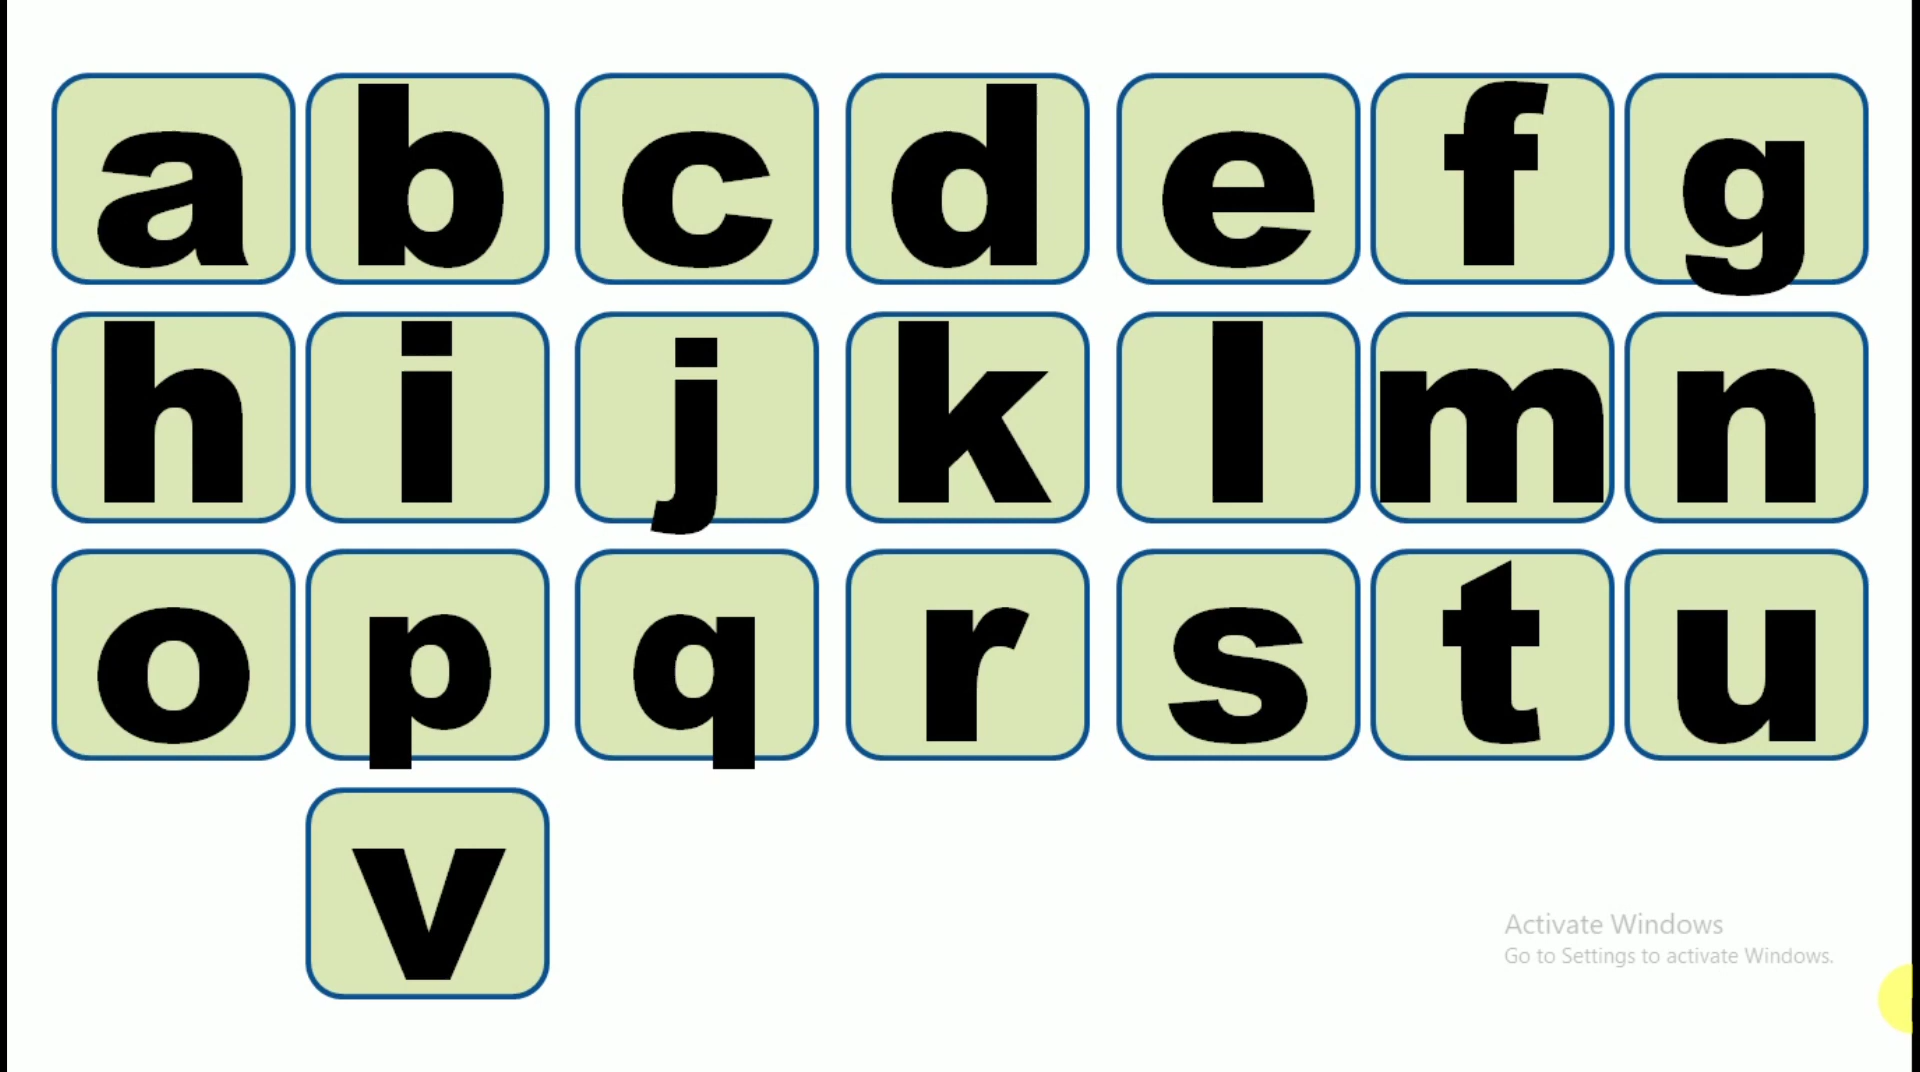 a b c d e f g
h i j k l m n
o p q r s t u
v
Activate Windows
Go to Settings to activate Windows.